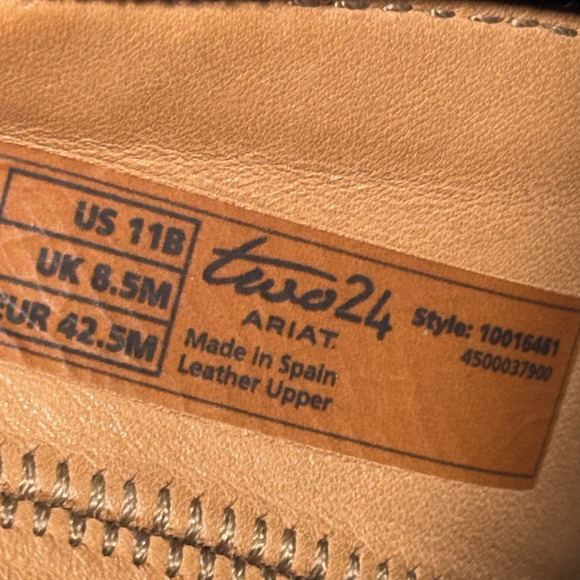 US 11B
UK 8.5M
EUR 42.5M
two24
ARIAT.
Made in Spain
Leather Upper
Style: 10016461
4500037900